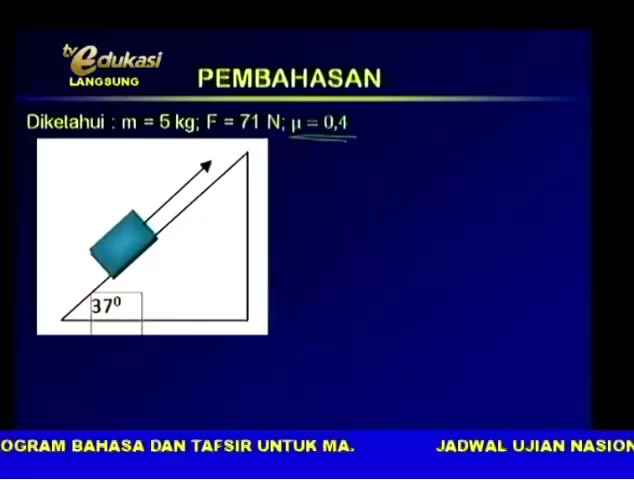 tv Edukasi
LANGSUNG
PEMBAHASAN
Diketahui : m = 5 kg; F = 71 N; μ = 0,4
37⁰
OGRAM BAHASA DAN TAFSIR UNTUK MA. JADWAL UJIAN NASION